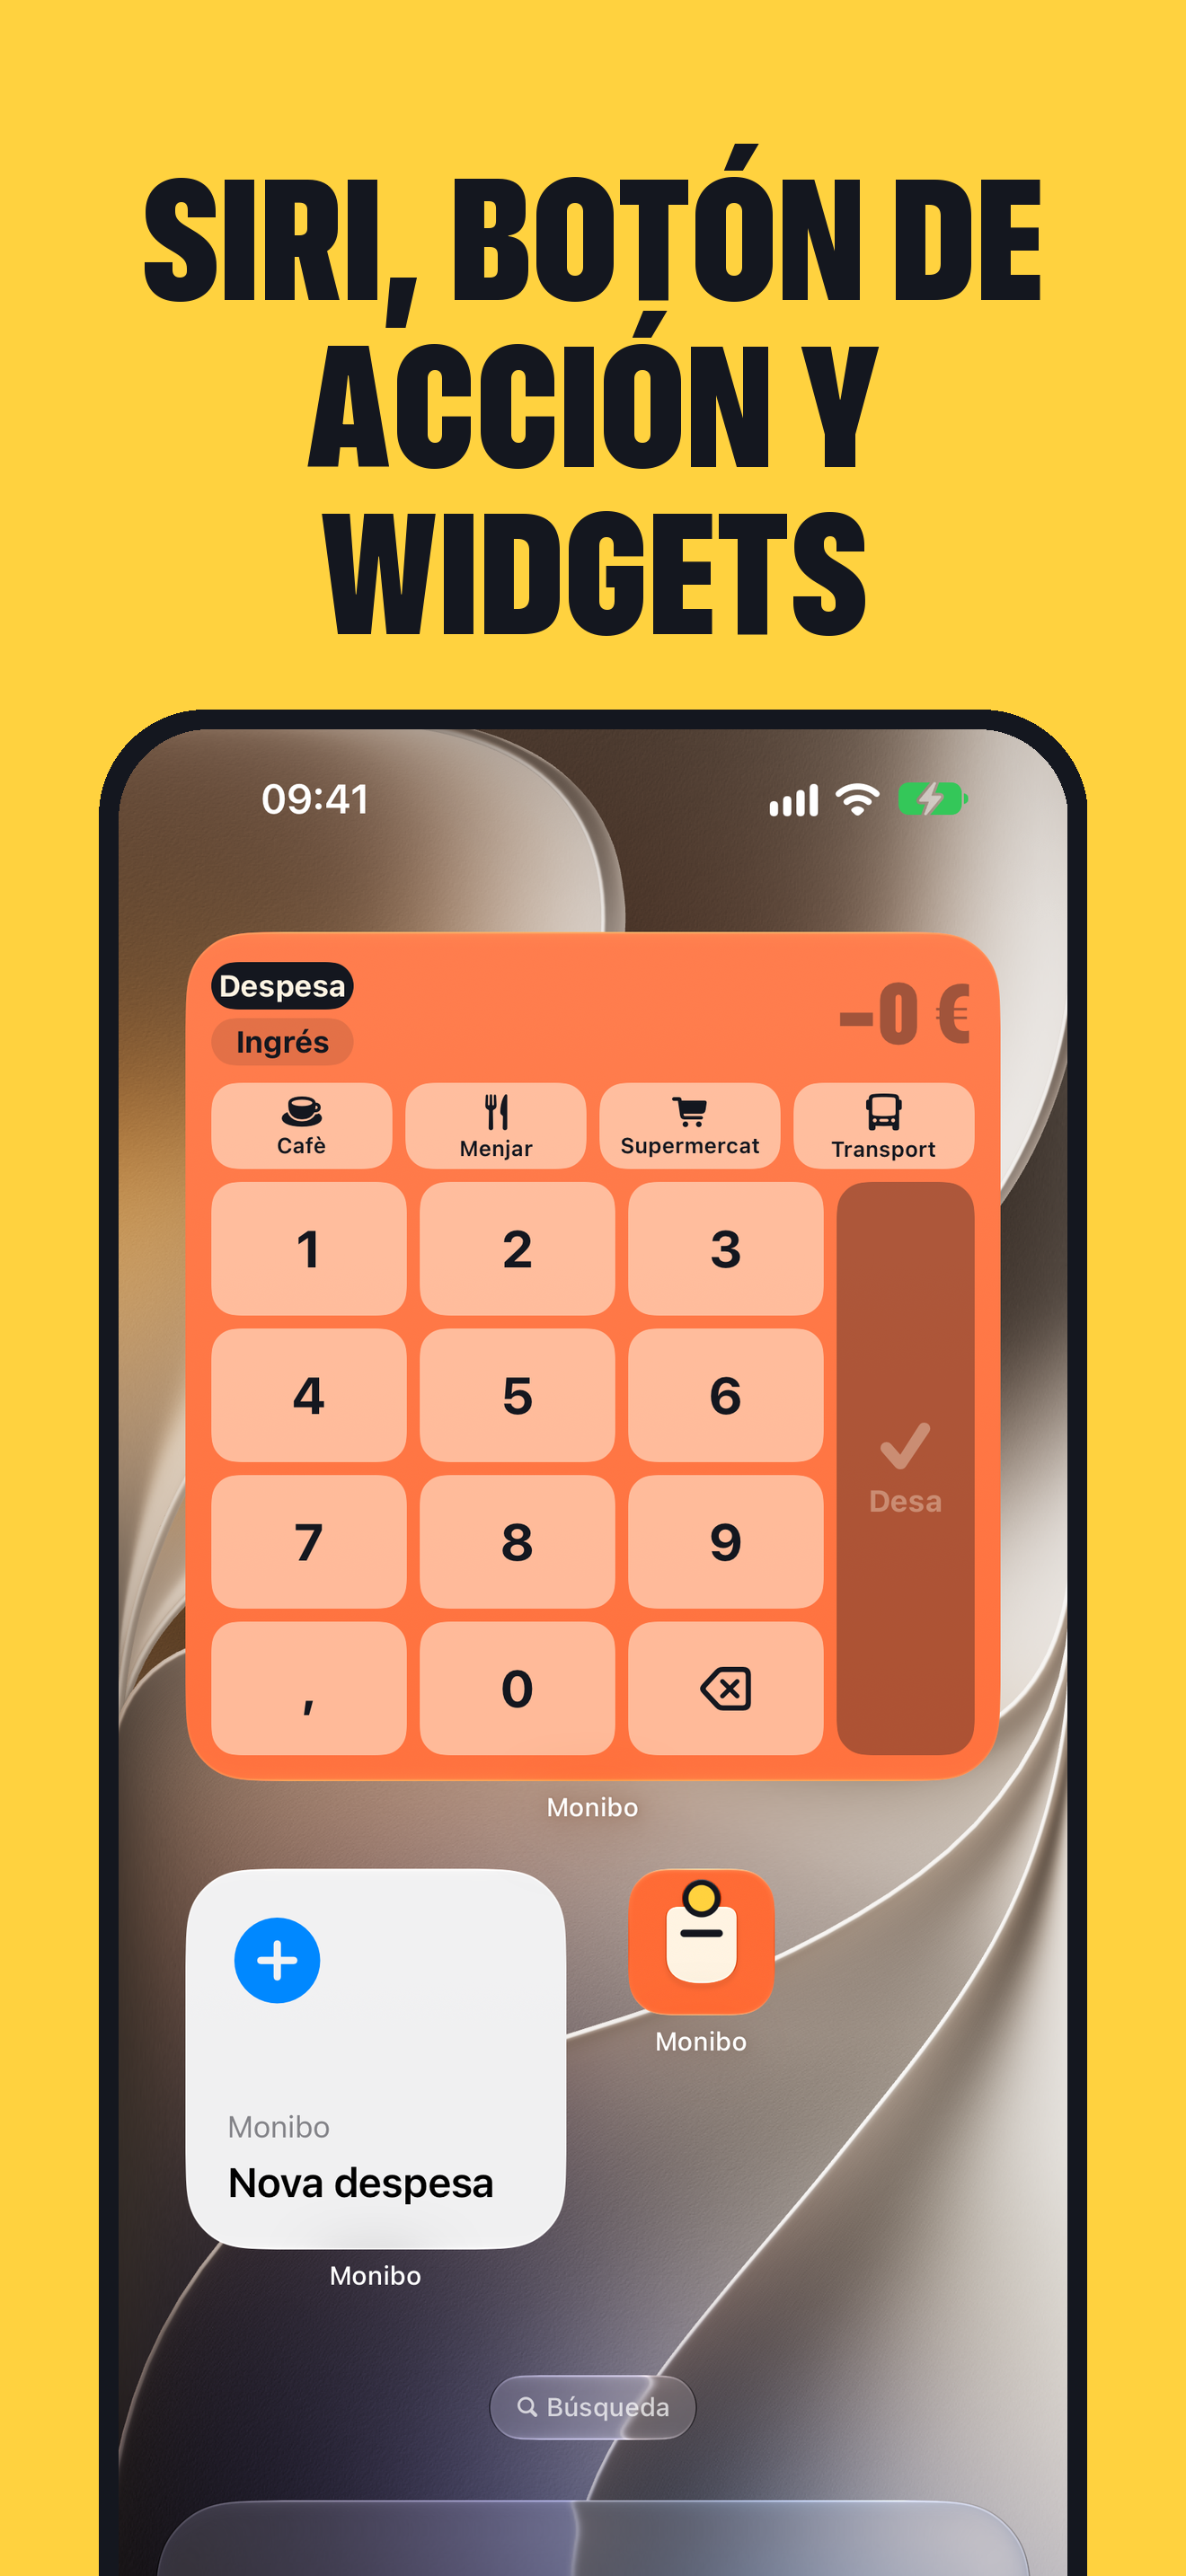 SIRI, BOTÓN DE
ACCIÓN Y
WIDGETS
09:41
Despesa
Ingrés
-0 €
Cafè
Menjar
Supermercat
Transport
1
2
3
4
5
6
7
8
9
,
0
Desa
Monibo
Monibo
Monibo
Nova despesa
Monibo
Búsqueda